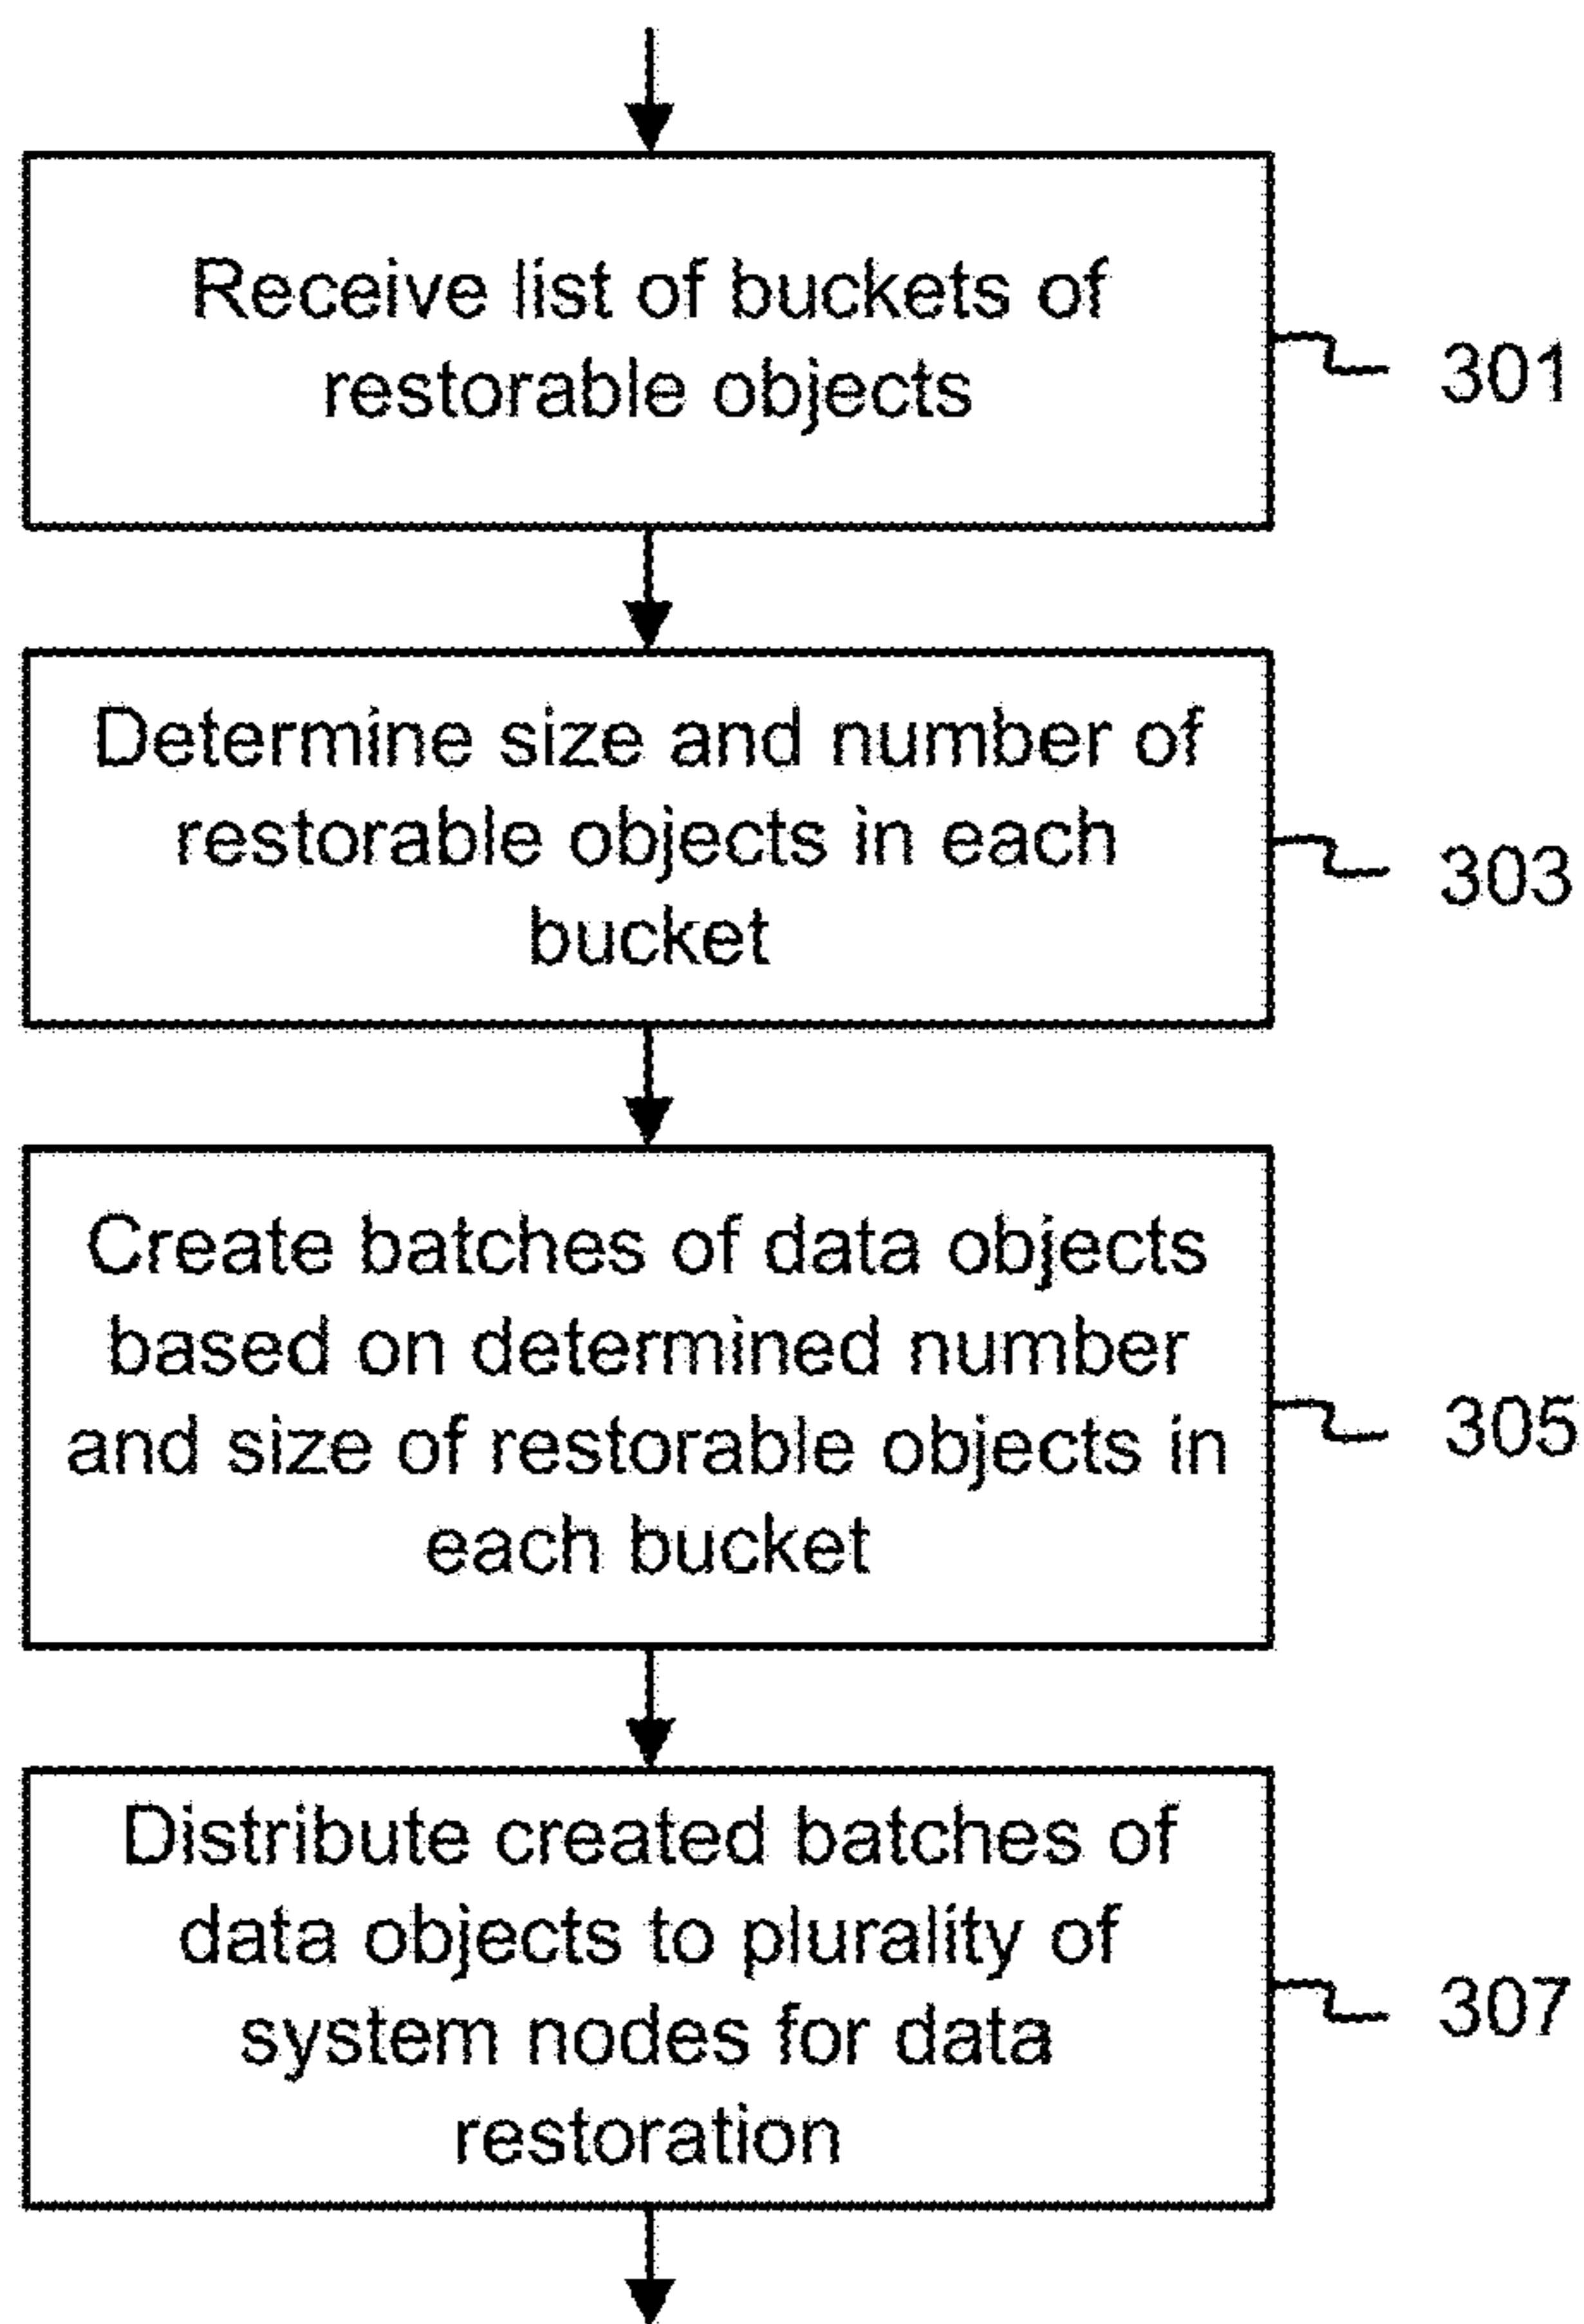 Receive list of buckets of
restorable objects
301
Determine size and number of
restorable objects in each
bucket
303
Create batches of data objects
based on determined number
and size of restorable objects in
each bucket
305
Distribute created batches of
data objects to plurality of
system nodes for data
restoration
307